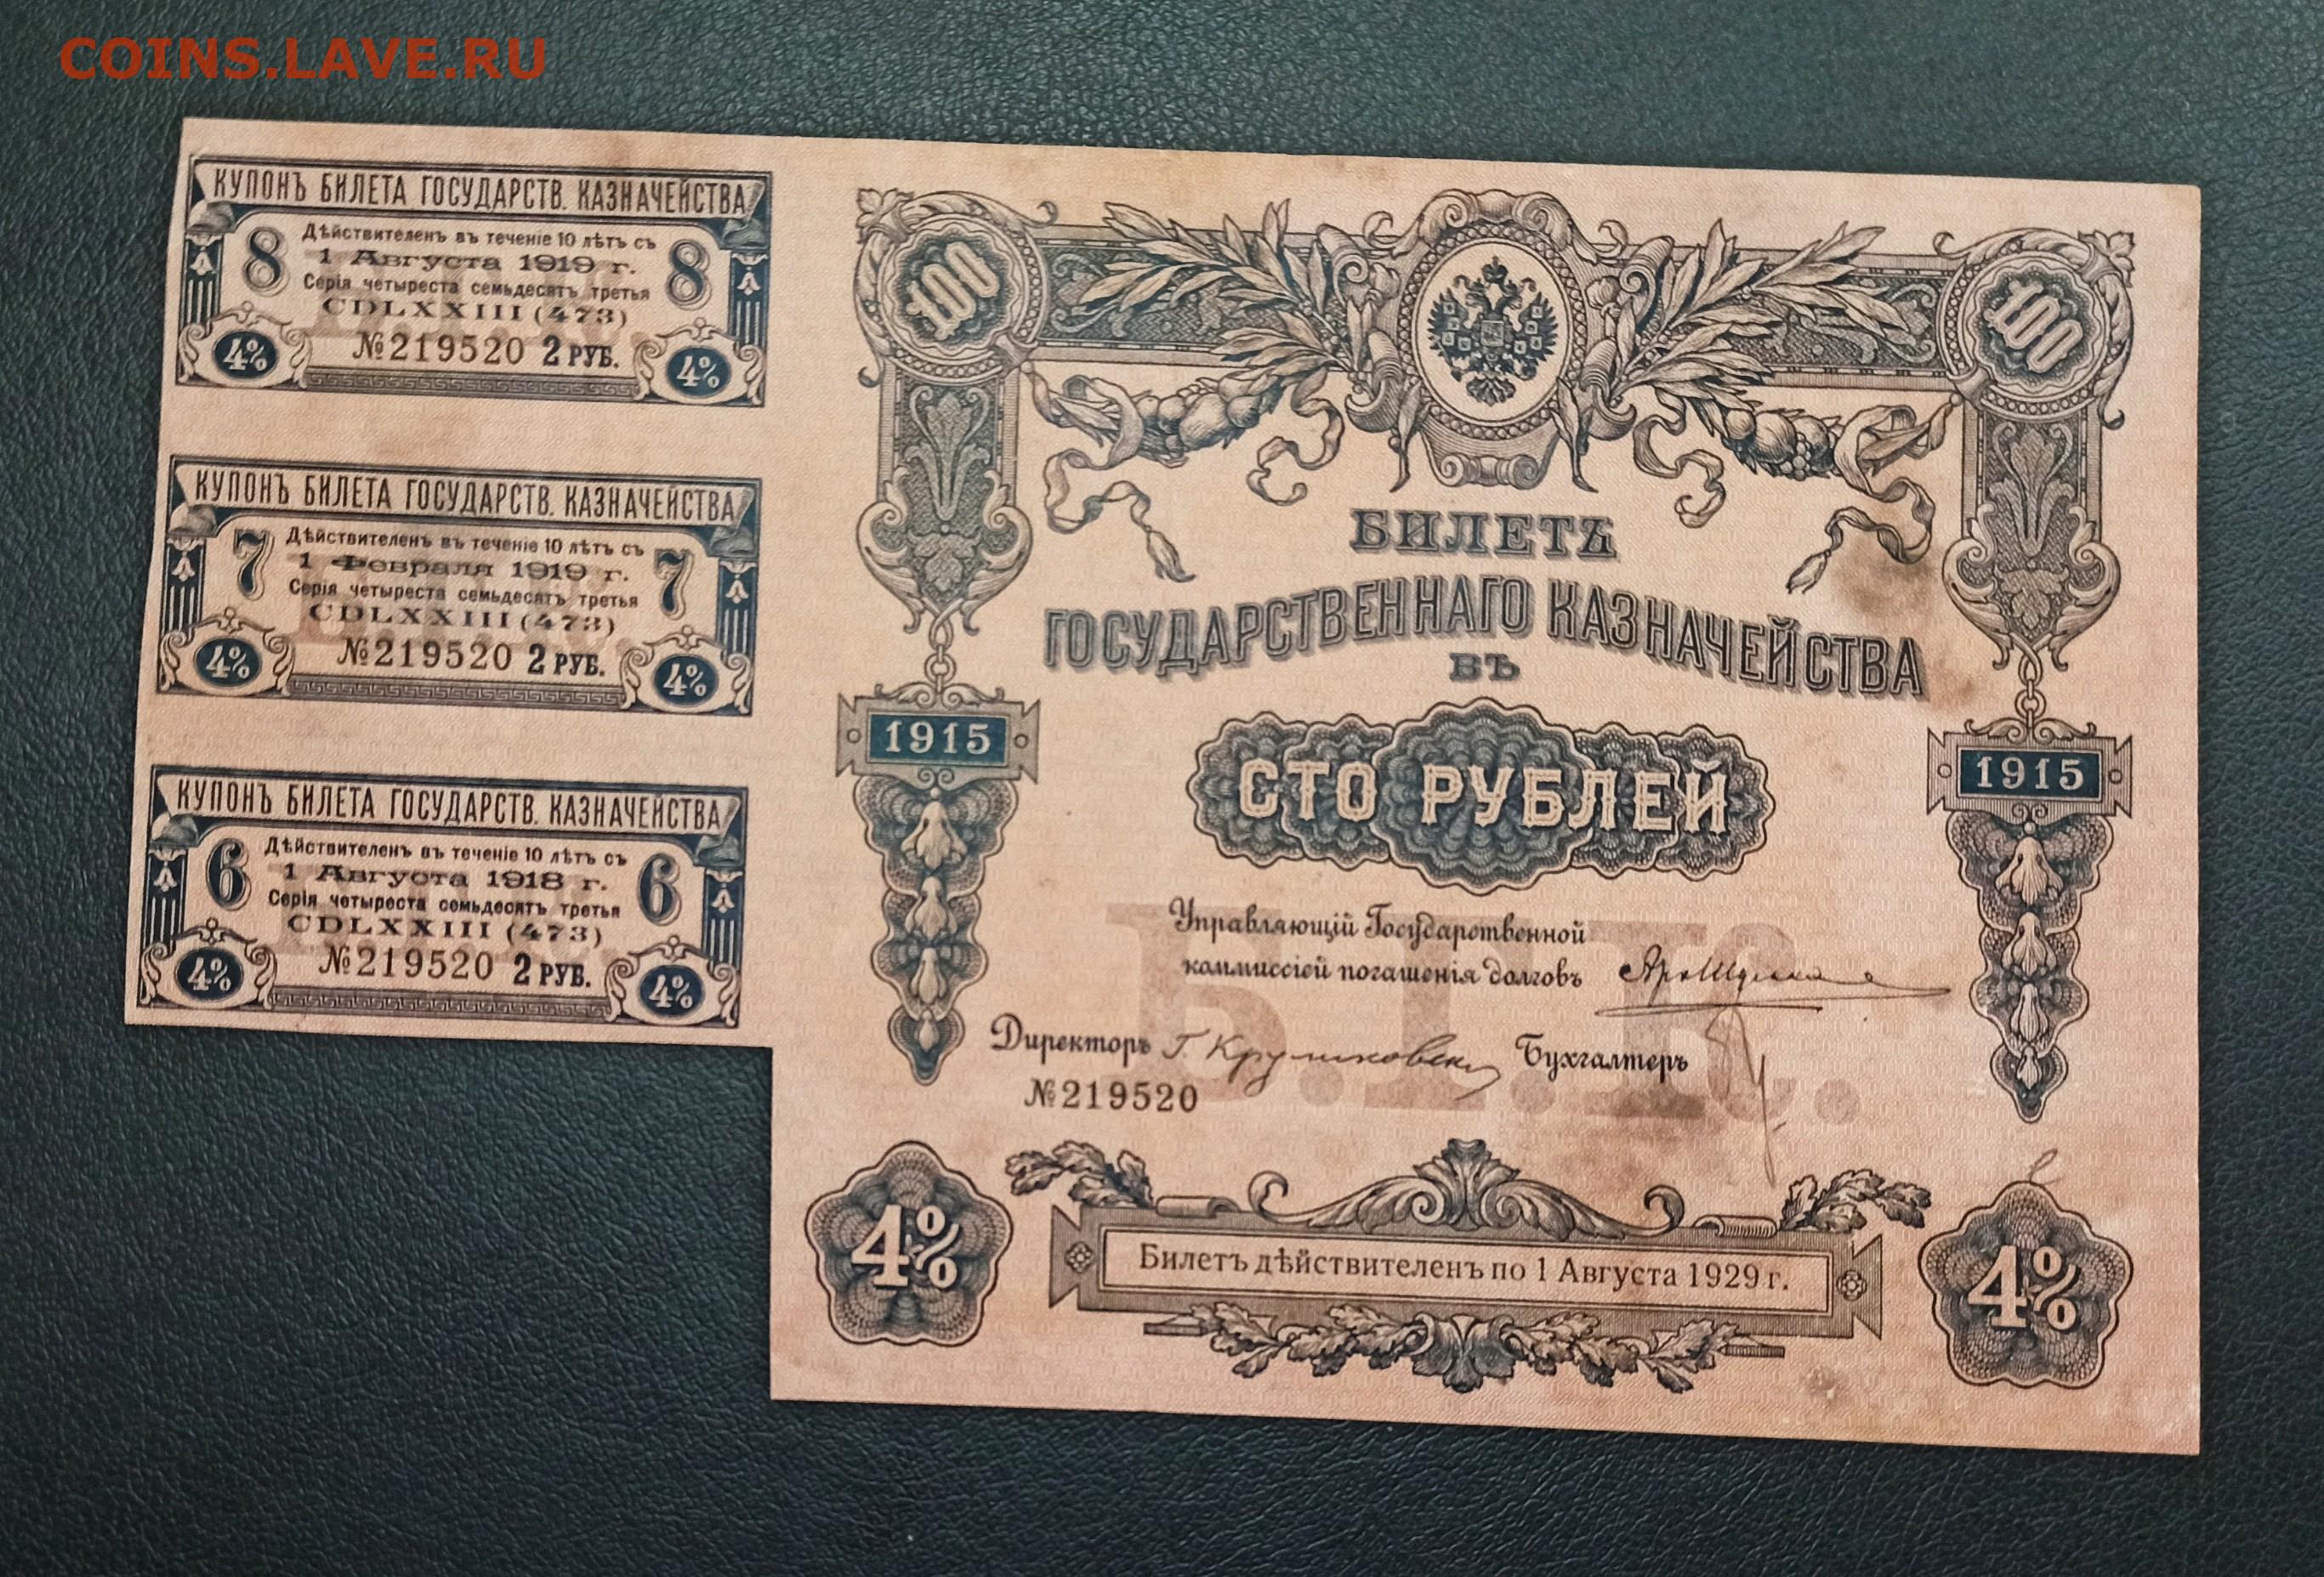 COINS.LAVE.RU
КУПОНЪ БИЛЕТА ГОСУДАРСТВ. КАЗНАЧЕЙСТВА
8 Дѣйствителенъ въ теченіе 10 лѣтъ съ 8
1 Августа 1919 г.
Серія четыреста семьдесятъ третья
CDLXXIII (473)
4% №219520 2 РУБ. 4%
КУПОНЪ БИЛЕТА ГОСУДАРСТВ. КАЗНАЧЕЙСТВА
7 Дѣйствителенъ въ теченіе 10 лѣтъ съ 7
1 Февраля 1919 г.
Серія четыреста семьдесятъ третья
CDLXXIII (473)
4% №219520 2 РУБ. 4%
КУПОНЪ БИЛЕТА ГОСУДАРСТВ. КАЗНАЧЕЙСТВА
6 Дѣйствителенъ въ теченіе 10 лѣтъ съ 6
1 Августа 1918 г.
Серія четыреста семьдесятъ третья
CDLXXIII (473)
4% №219520 2 РУБ. 4%
100 100
БИЛЕТЪ
ГОСУДАРСТВЕННАГО КАЗНАЧЕЙСТВА
ВЪ
1915 1915
СТО РУБЛЕЙ
Б.Г.К.
Управляющій Государственной
коммиссіей погашенія долговъ
Директоръ Бухгалтеръ
№219520
4% 4%
Билетъ дѣйствителенъ по 1 Августа 1929 г.